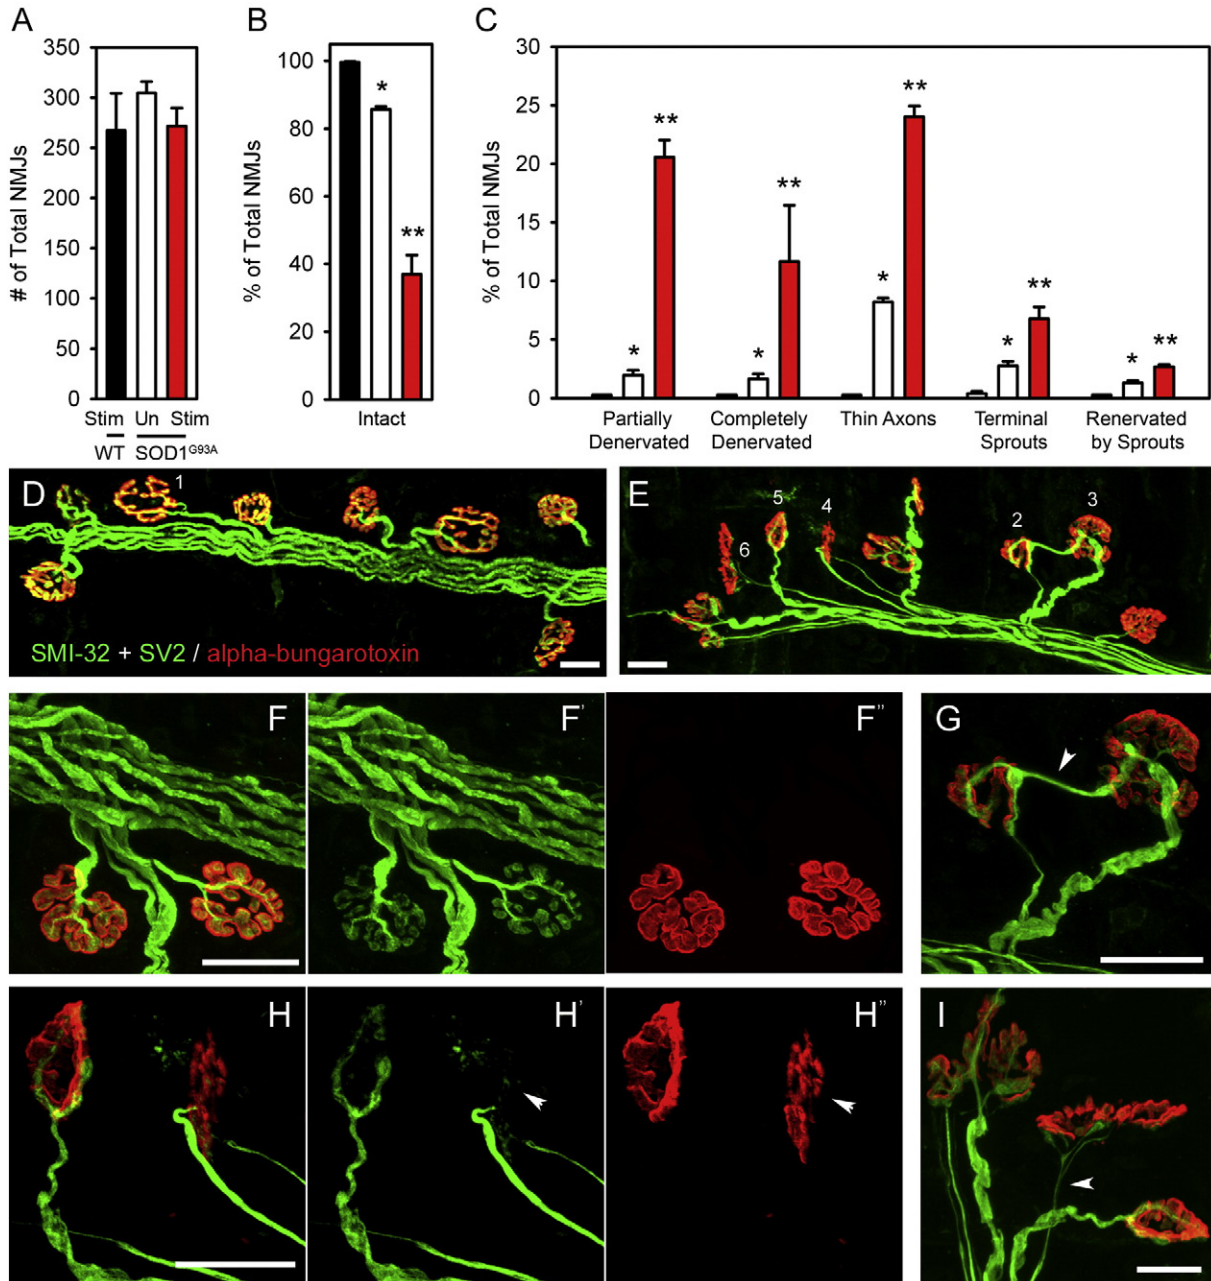 A
B
C
# of Total NMJs
350
300
250
200
150
100
50
0
Stim Un Stim
WT SOD1G93A
% of Total NMJs
100
80
60
40
20
0
*
**
Intact
% of Total NMJs
30
25
20
15
10
5
0
* ** * ** * ** * ** * **
Partially Denervated
Completely Denervated
Thin Axons
Terminal Sprouts
Renervated by Sprouts
D
1
SMI-32 + SV2 / alpha-bungarotoxin
E
6 5 4 2 3
F
F'
F"
G
H
H'
H"
I